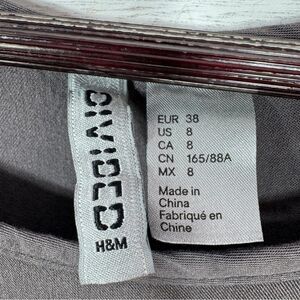 DIVIDED
H&M
EUR 38
US 8
CA 8
CN 165/88A
MX 8
Made in
China
Fabriqué en
Chine